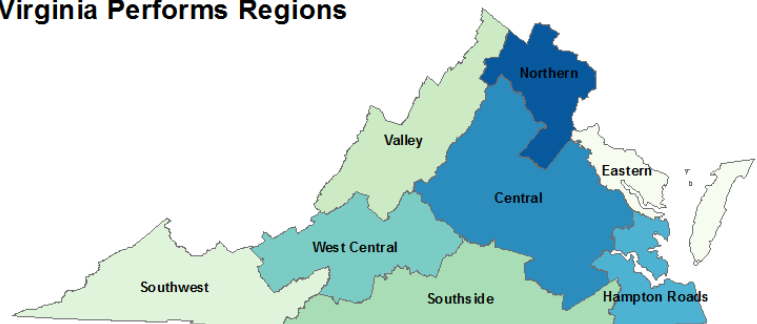 Virginia Performs Regions
Northern
Valley
Eastern
Central
West Central
Southwest
Southside
Hampton Roads